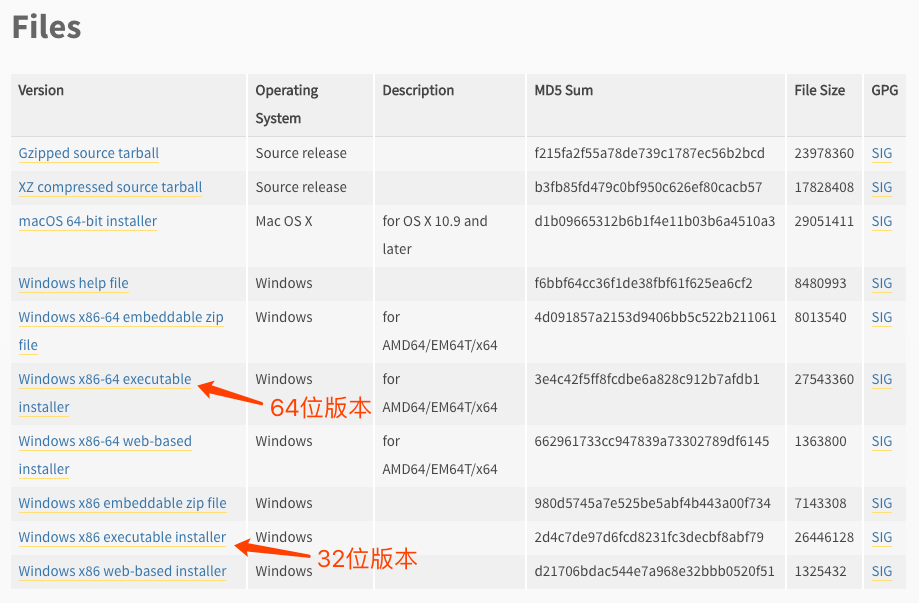 Files
Version Operating System Description MD5 Sum File Size GPG
Gzipped source tarball Source release f215fa2f55a78de739c1787ec56b2bcd 23978360 SIG
XZ compressed source tarball Source release b3fb85fd479c0bf950c626ef80cacb57 17828408 SIG
macOS 64-bit installer Mac OS X for OS X 10.9 and later d1b09665312b6b1f4e11b03b6a4510a3 29051411 SIG
Windows help file Windows f6bbf64cc36f1de38fbf61f625ea6cf2 8480993 SIG
Windows x86-64 embeddable zip file Windows for AMD64/EM64T/x64 4d091857a2153d9406bb5c522b211061 8013540 SIG
Windows x86-64 executable installer Windows for AMD64/EM64T/x64 3e4c42f5ff8fcdbe6a828c912b7afdb1 27543360 SIG
64位版本
Windows x86-64 web-based installer Windows for AMD64/EM64T/x64 662961733cc947839a73302789df6145 1363800 SIG
Windows x86 embeddable zip file Windows 980d5745a7e525be5abf4b443a00f734 7143308 SIG
Windows x86 executable installer Windows 2d4c7de97d6fcd8231fc3decbf8abf79 26446128 SIG
32位版本
Windows x86 web-based installer Windows d21706bdac544e7a968e32bbb0520f51 1325432 SIG